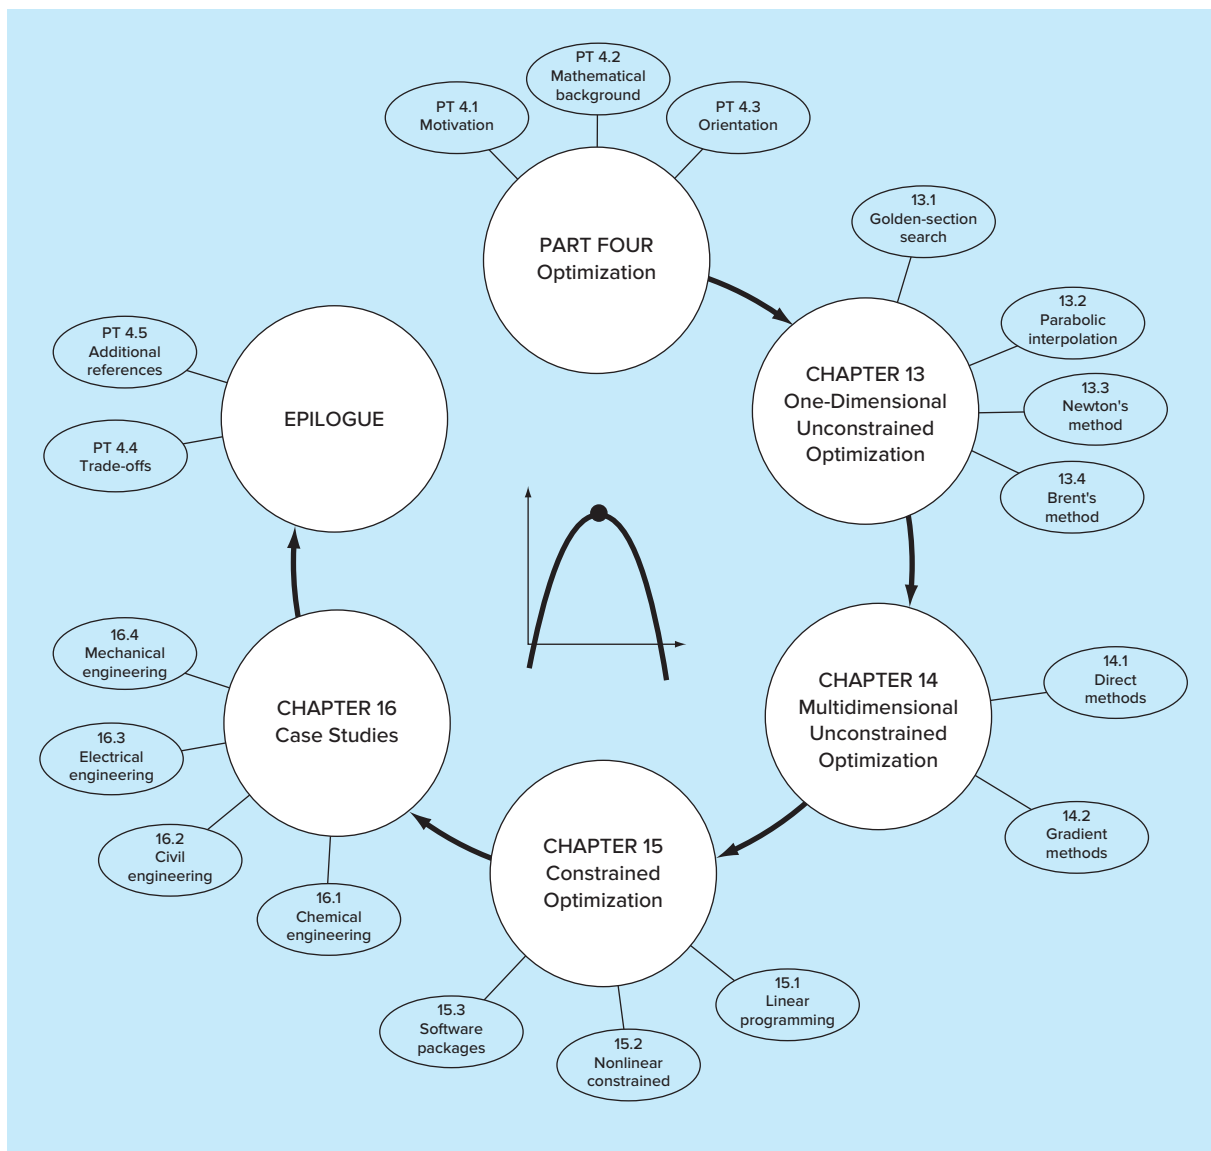 PT 4.2
Mathematical
background
PT 4.1
Motivation
PT 4.3
Orientation
PART FOUR
Optimization
13.1
Golden-section
search
13.2
Parabolic
interpolation
13.3
Newton's
method
13.4
Brent's
method
CHAPTER 13
One-Dimensional
Unconstrained
Optimization
CHAPTER 14
Multidimensional
Unconstrained
Optimization
14.1
Direct
methods
14.2
Gradient
methods
CHAPTER 15
Constrained
Optimization
15.1
Linear
programming
15.2
Nonlinear
constrained
15.3
Software
packages
CHAPTER 16
Case Studies
16.1
Chemical
engineering
16.2
Civil
engineering
16.3
Electrical
engineering
16.4
Mechanical
engineering
EPILOGUE
PT 4.4
Trade-offs
PT 4.5
Additional
references